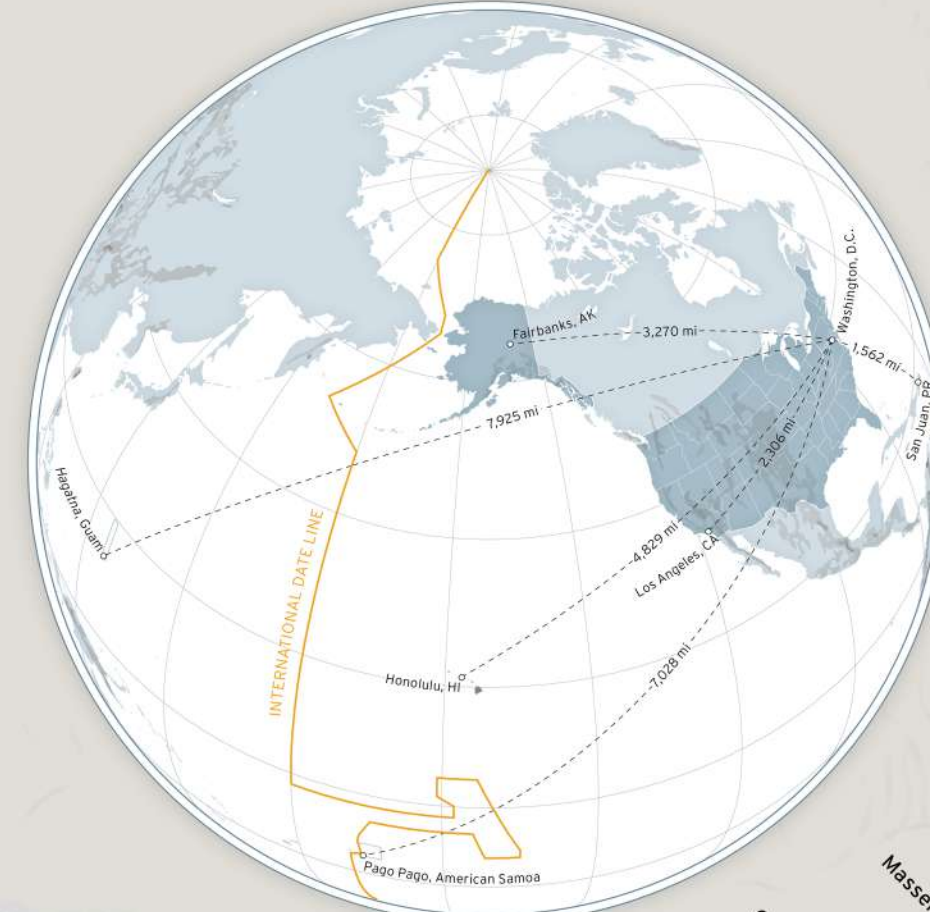 Washington, D.C.
Fairbanks, AK
3,270 mi
1,562 mi
San Juan, PR
7,925 mi
2,306 mi
Hagatna, Guam
4,829 mi
Los Angeles, CA
INTERNATIONAL DATE LINE
7,028 mi
Honolulu, HI
Pago Pago, American Samoa